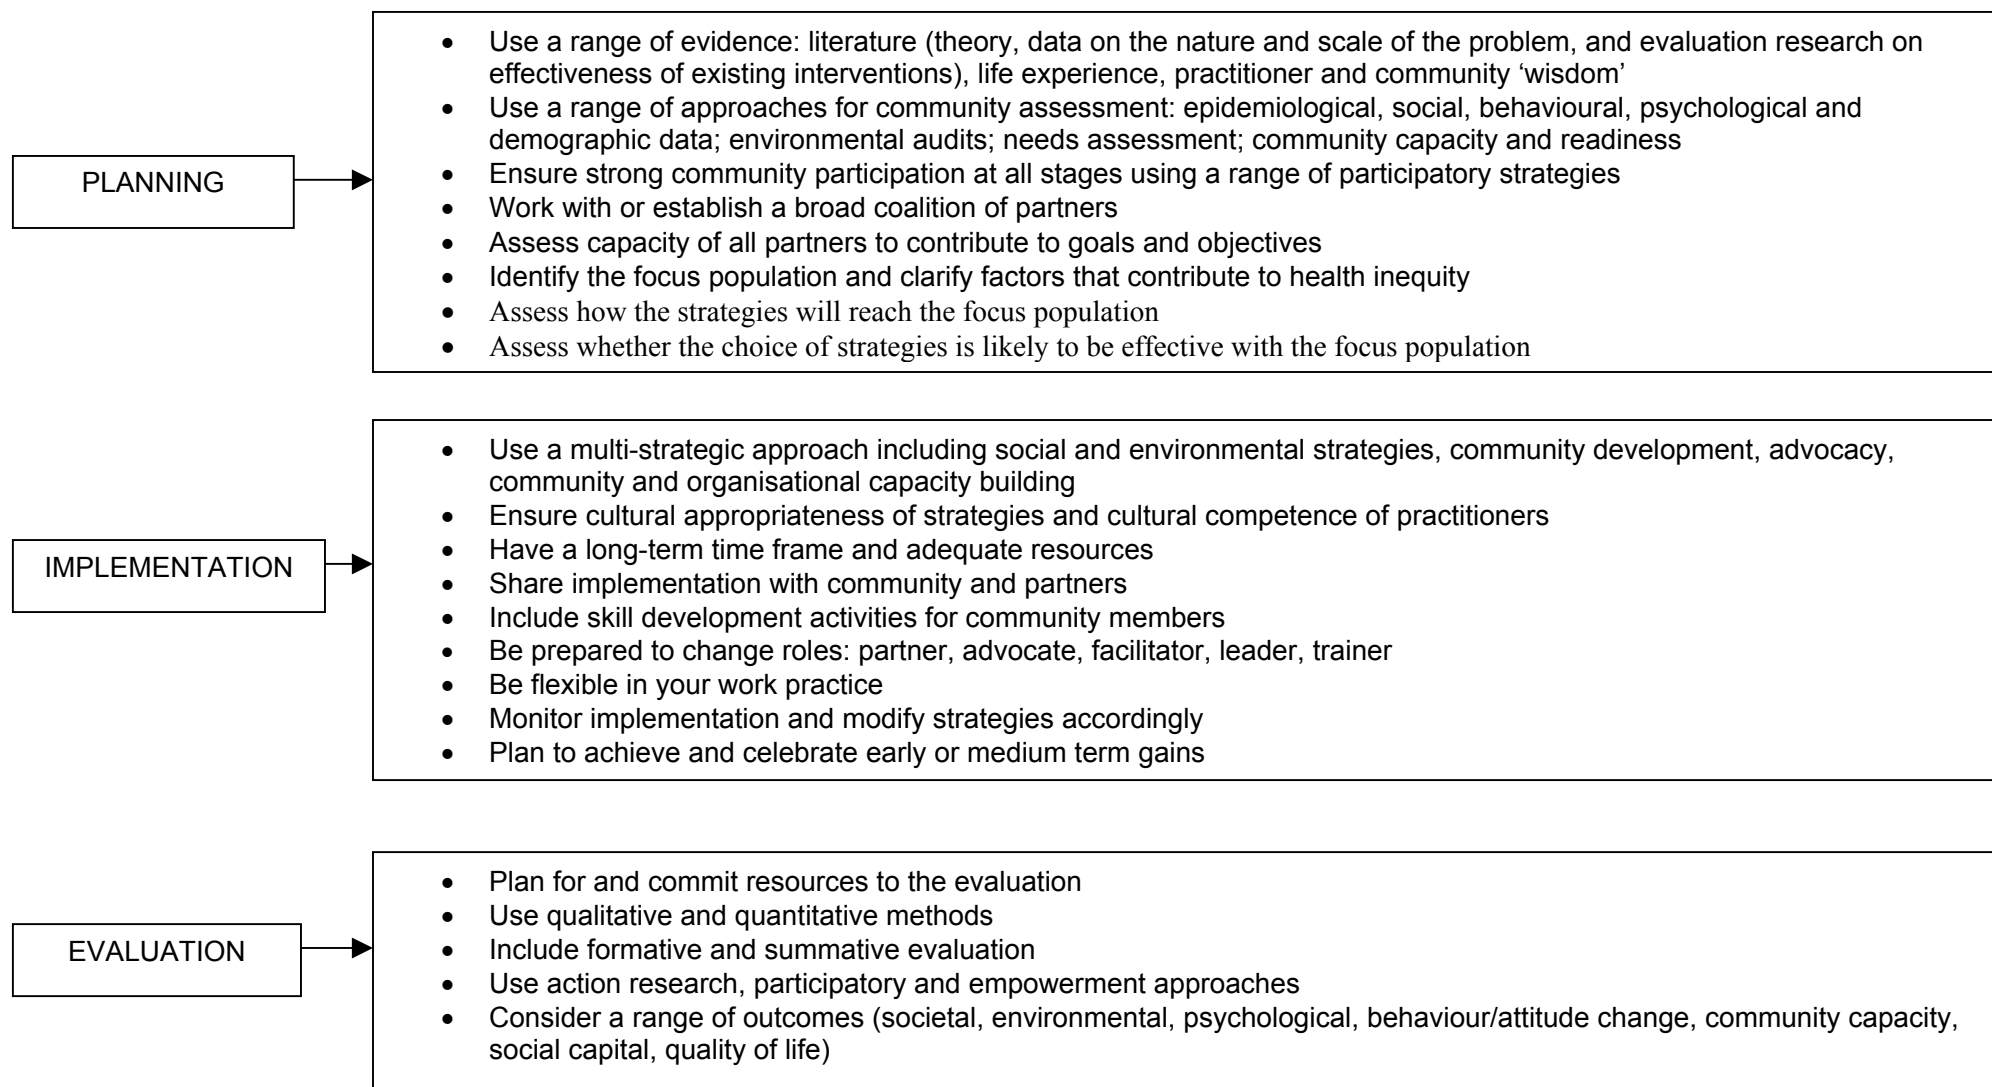 • Use a range of evidence: literature (theory, data on the nature and scale of the problem, and evaluation research on
effectiveness of existing interventions), life experience, practitioner and community ‘wisdom’
• Use a range of approaches for community assessment: epidemiological, social, behavioural, psychological and
demographic data; environmental audits; needs assessment; community capacity and readiness
PLANNING
• Ensure strong community participation at all stages using a range of participatory strategies
• Work with or establish a broad coalition of partners
• Assess capacity of all partners to contribute to goals and objectives
• Identify the focus population and clarify factors that contribute to health inequity
• Assess how the strategies will reach the focus population
• Assess whether the choice of strategies is likely to be effective with the focus population
• Use a multi-strategic approach including social and environmental strategies, community development, advocacy,
community and organisational capacity building
• Ensure cultural appropriateness of strategies and cultural competence of practitioners
• Have a long-term time frame and adequate resources
IMPLEMENTATION
• Share implementation with community and partners
• Include skill development activities for community members
• Be prepared to change roles: partner, advocate, facilitator, leader, trainer
• Be flexible in your work practice
• Monitor implementation and modify strategies accordingly
• Plan to achieve and celebrate early or medium term gains
• Plan for and commit resources to the evaluation
• Use qualitative and quantitative methods
• Include formative and summative evaluation
EVALUATION
• Use action research, participatory and empowerment approaches
• Consider a range of outcomes (societal, environmental, psychological, behaviour/attitude change, community capacity,
social capital, quality of life)